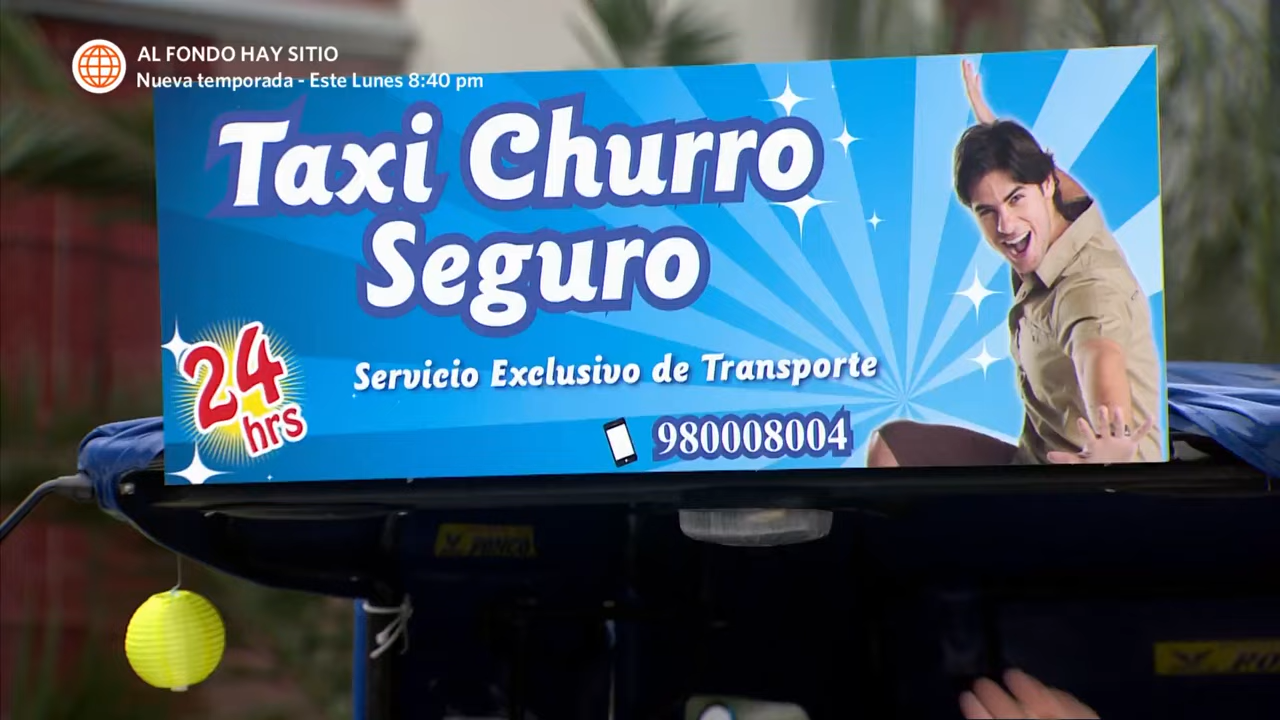 AL FONDO HAY SITIO
Nueva temporada - Este Lunes 8:40 pm
Taxi Churro
Seguro
24
hrs
Servicio Exclusivo de Transporte
980008004